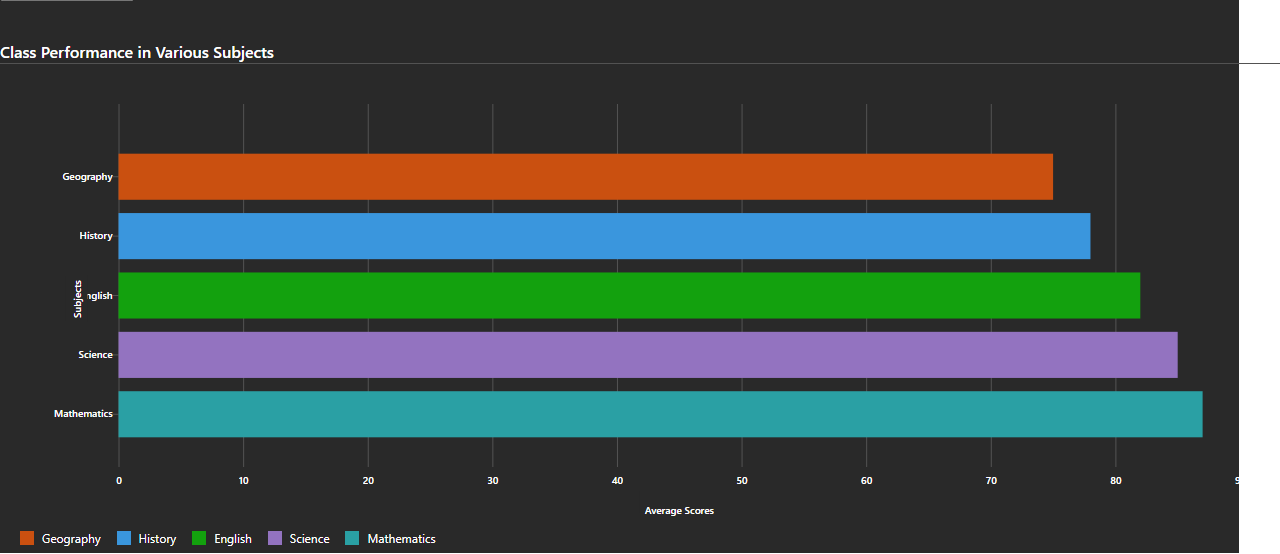 Class Performance in Various Subjects
Geography
History
Subjects
nglish
Science
Mathematics
0 10 20 30 40 50 60 70 80 9
Average Scores
Geography History English Science Mathematics